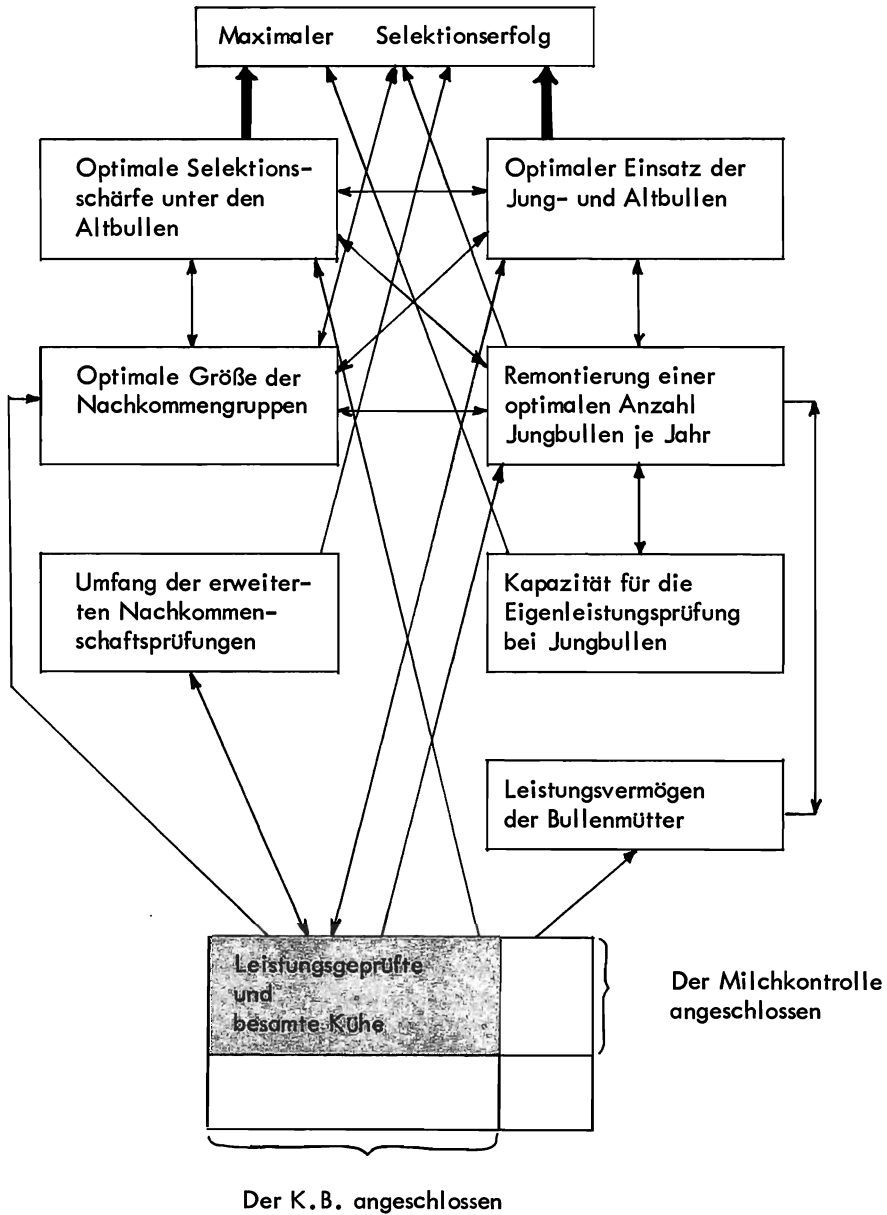 Maximaler Selektionserfolg
Optimale Selektions-
schärfe unter den
Altbullen
Optimaler Einsatz der
Jung- und Altbullen
Optimale Größe der
Nachkommengruppen
Remontierung einer
optimalen Anzahl
Jungbullen je Jahr
Umfang der erweiter-
ten Nachkommen-
schaftsprüfungen
Kapazität für die
Eigenleistungsprüfung
bei Jungbullen
Leistungsvermögen
der Bullenmütter
Leistungsgeprüfte
und
besamte Kühe
Der Milchkontrolle
angeschlossen
Der K.B. angeschlossen